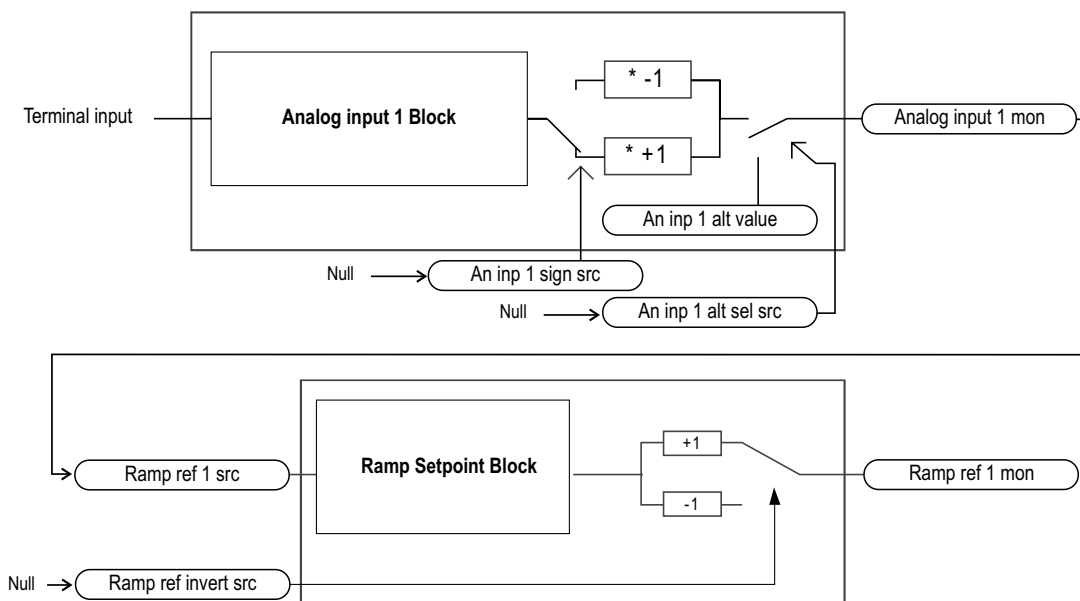 * -1
Terminal input
Analog input 1 Block
Analog input 1 mon
* +1
An inp 1 alt value
Null
An inp 1 sign src
Null
An inp 1 alt sel src
+1
Ramp ref 1 src
Ramp Setpoint Block
Ramp ref 1 mon
-1
Null
Ramp ref invert src